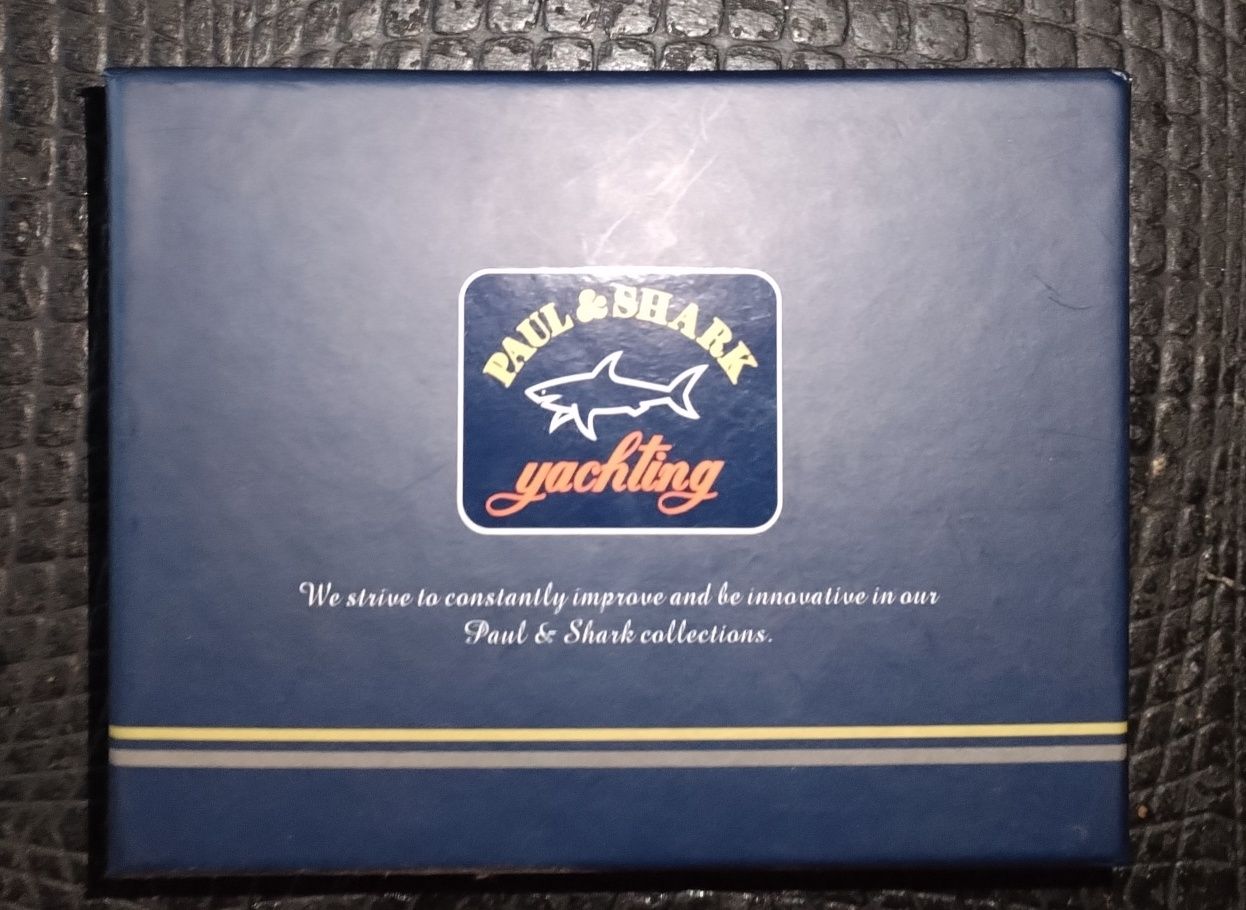 PAUL & SHARK
yachting
We strive to constantly improve and be innovative in our
Paul & Shark collections.